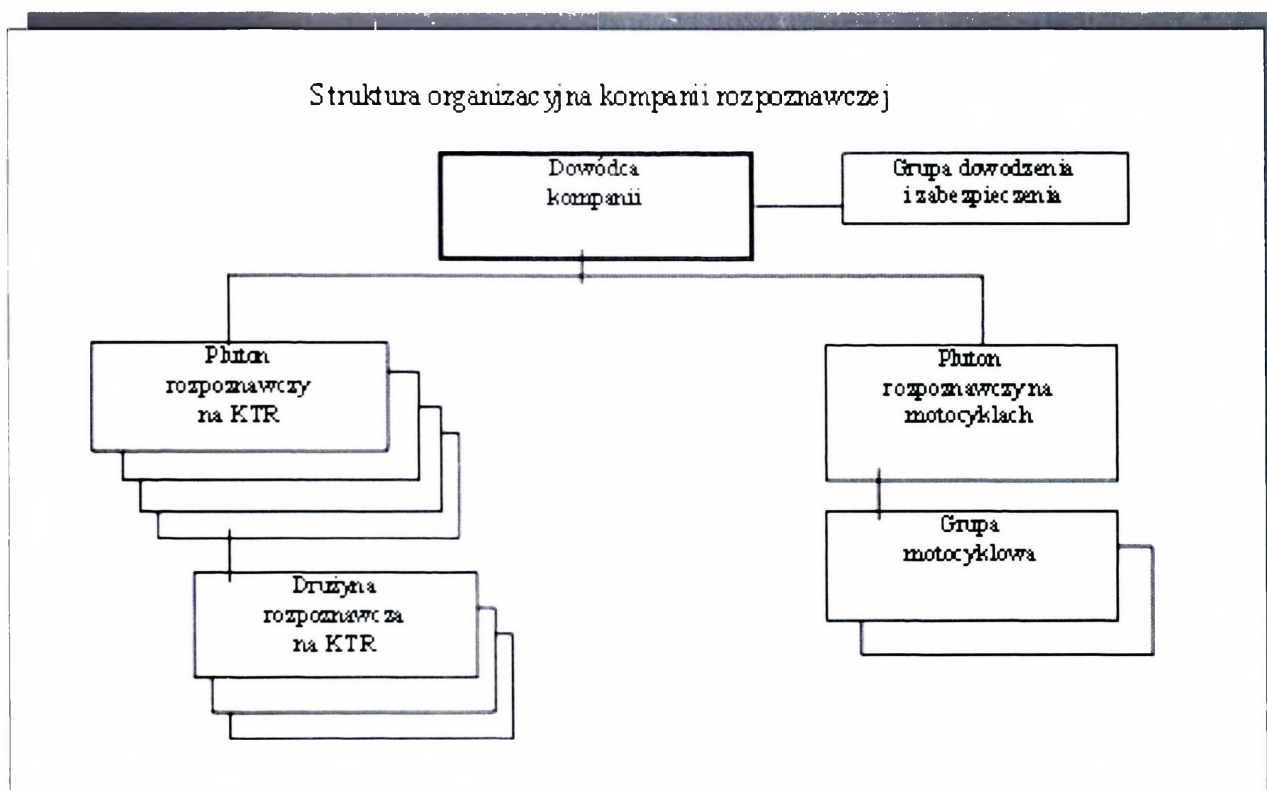 Struktura organizacyjna kompanii rozpoznawczej
Dowódca
kompanii
Grupa dowodzenia
i zabezpieczenia
Pluton
rozpoznawczy
na KTR
Pluton
rozpoznawczy na
motocyklach
Grupa
motocyklowa
Drużyna
rozpoznawcza
na KTR